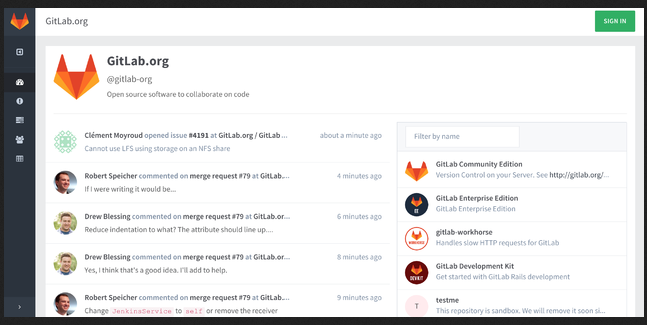 GitLab.org
SIGN IN
GitLab.org
@gitlab-org
Open source software to collaborate on code
Clément Moyroud opened issue #4191 at GitLab.org / GitLab ...
about a minute ago
Cannot use LFS using storage on an NFS share
Robert Speicher commented on merge request #79 at GitLab....
4 minutes ago
If I were writing it would be...
Drew Blessing commented on merge request #79 at GitLab.or...
6 minutes ago
Reduce indentation to what? The attribute should line up....
Drew Blessing commented on merge request #79 at GitLab.or...
8 minutes ago
Yes, I think that's a good idea. I'll add to help.
Robert Speicher commented on merge request #79 at GitLab....
9 minutes ago
Change JenkinsService to self or remove the receiver
Filter by name
GitLab Community Edition
Version Control on your Server. See http://gitlab.org/...
EE
GitLab Enterprise Edition
GitLab Enterprise Edition
gitlab-workhorse
Handles slow HTTP requests for GitLab
DEVKIT
GitLab Development Kit
Get started with GitLab Rails development
T
testme
This repository is sandbox. We will remove it soon si...